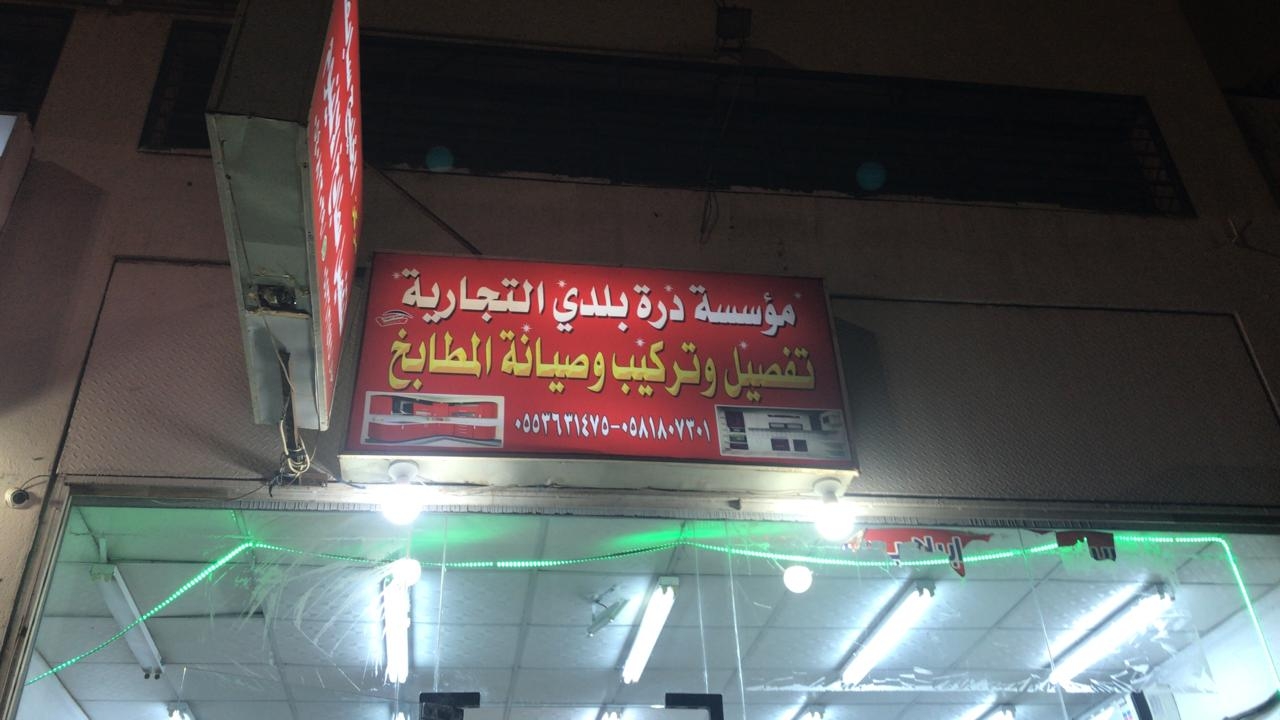 مؤسسة درة بلدي التجارية
تفصيل وتركيب وصيانة المطابخ
٠٥٥٣٦٣١٤٧٥-٠٥٨١٨٠٧٣٠١